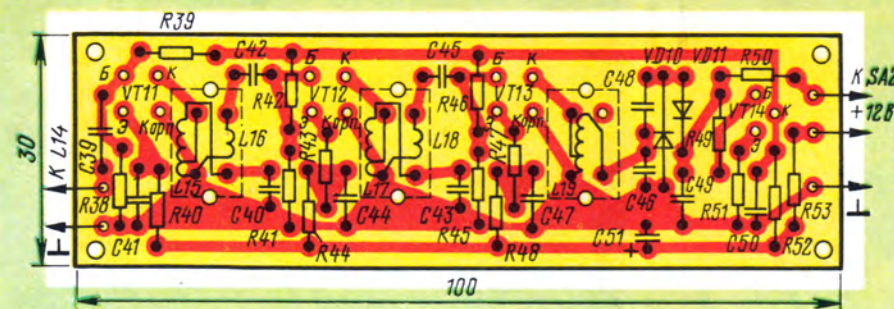 R39
30
Б К
VT11
Э Корп
C42
R42
Б К
VT12
Э Корп
C45
R46
Б К
VT13
Э Корп
C48
VD10 VD11
R50
К SA2
Б
К
VT14
Э
+12В
К L14
C39
L16
R43
L18
R47
R49
R38
L15
L17
L19
C46
C49
R51
R53
⊥
C41
R40
C40
R41
R44
C44
C43
R45
R48
C47
C51
+
C50
R52
⊥
100